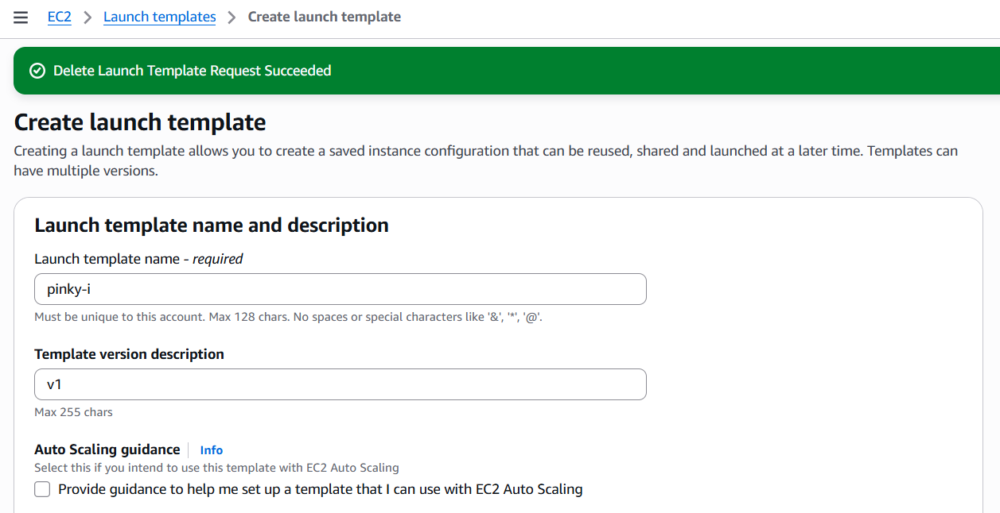 EC2 > Launch templates > Create launch template
Delete Launch Template Request Succeeded
Create launch template
Creating a launch template allows you to create a saved instance configuration that can be reused, shared and launched at a later time. Templates can
have multiple versions.
Launch template name and description
Launch template name - required
pinky-i
Must be unique to this account. Max 128 chars. No spaces or special characters like '&', '*', '@'.
Template version description
v1
Max 255 chars
Auto Scaling guidance | Info
Select this if you intend to use this template with EC2 Auto Scaling
Provide guidance to help me set up a template that I can use with EC2 Auto Scaling